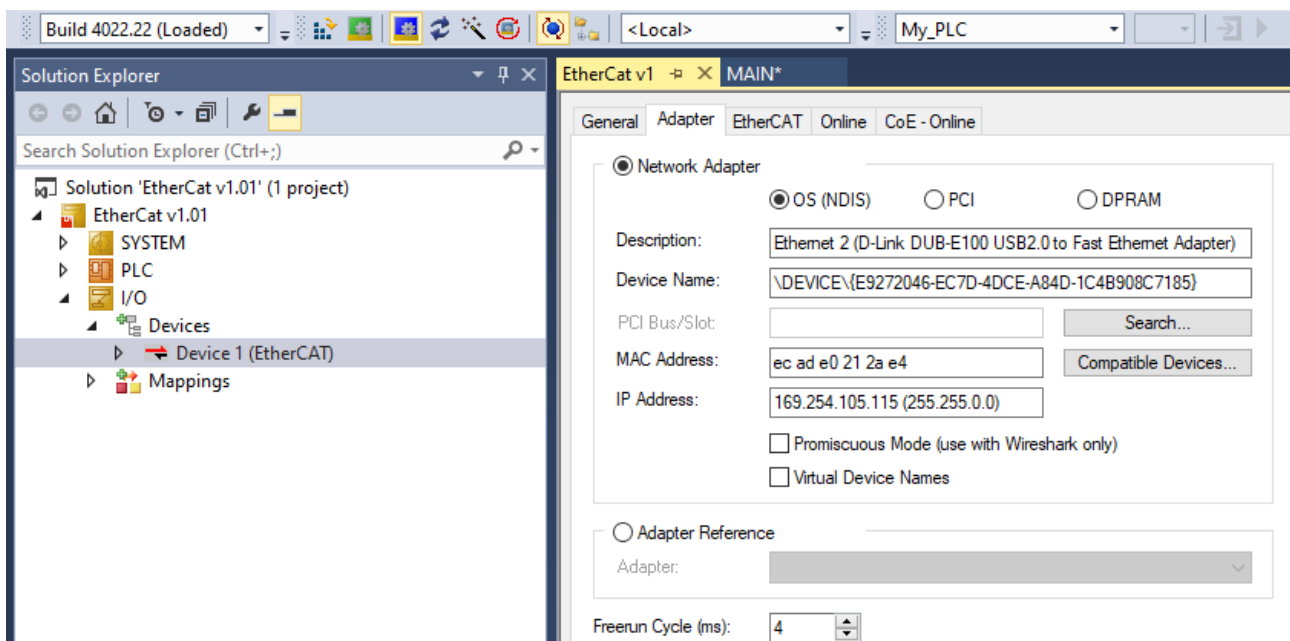 Build 4022.22 (Loaded) <Local> My_PLC
Solution Explorer
EtherCat v1 MAIN*
General Adapter EtherCAT Online CoE - Online
Search Solution Explorer (Ctrl+;)
Solution 'EtherCat v1.01' (1 project)
EtherCat v1.01
SYSTEM
PLC
I/O
Devices
Device 1 (EtherCAT)
Mappings
Network Adapter
OS (NDIS) PCI DPRAM
Description: Ethernet 2 (D-Link DUB-E100 USB2.0 to Fast Ethernet Adapter)
Device Name: \DEVICE\{E9272046-EC7D-4DCE-A84D-1C4B908C7185}
PCI Bus/Slot: Search...
MAC Address: ec ad e0 21 2a e4 Compatible Devices...
IP Address: 169.254.105.115 (255.255.0.0)
Promiscuous Mode (use with Wireshark only)
Virtual Device Names
Adapter Reference
Adapter:
Freerun Cycle (ms): 4